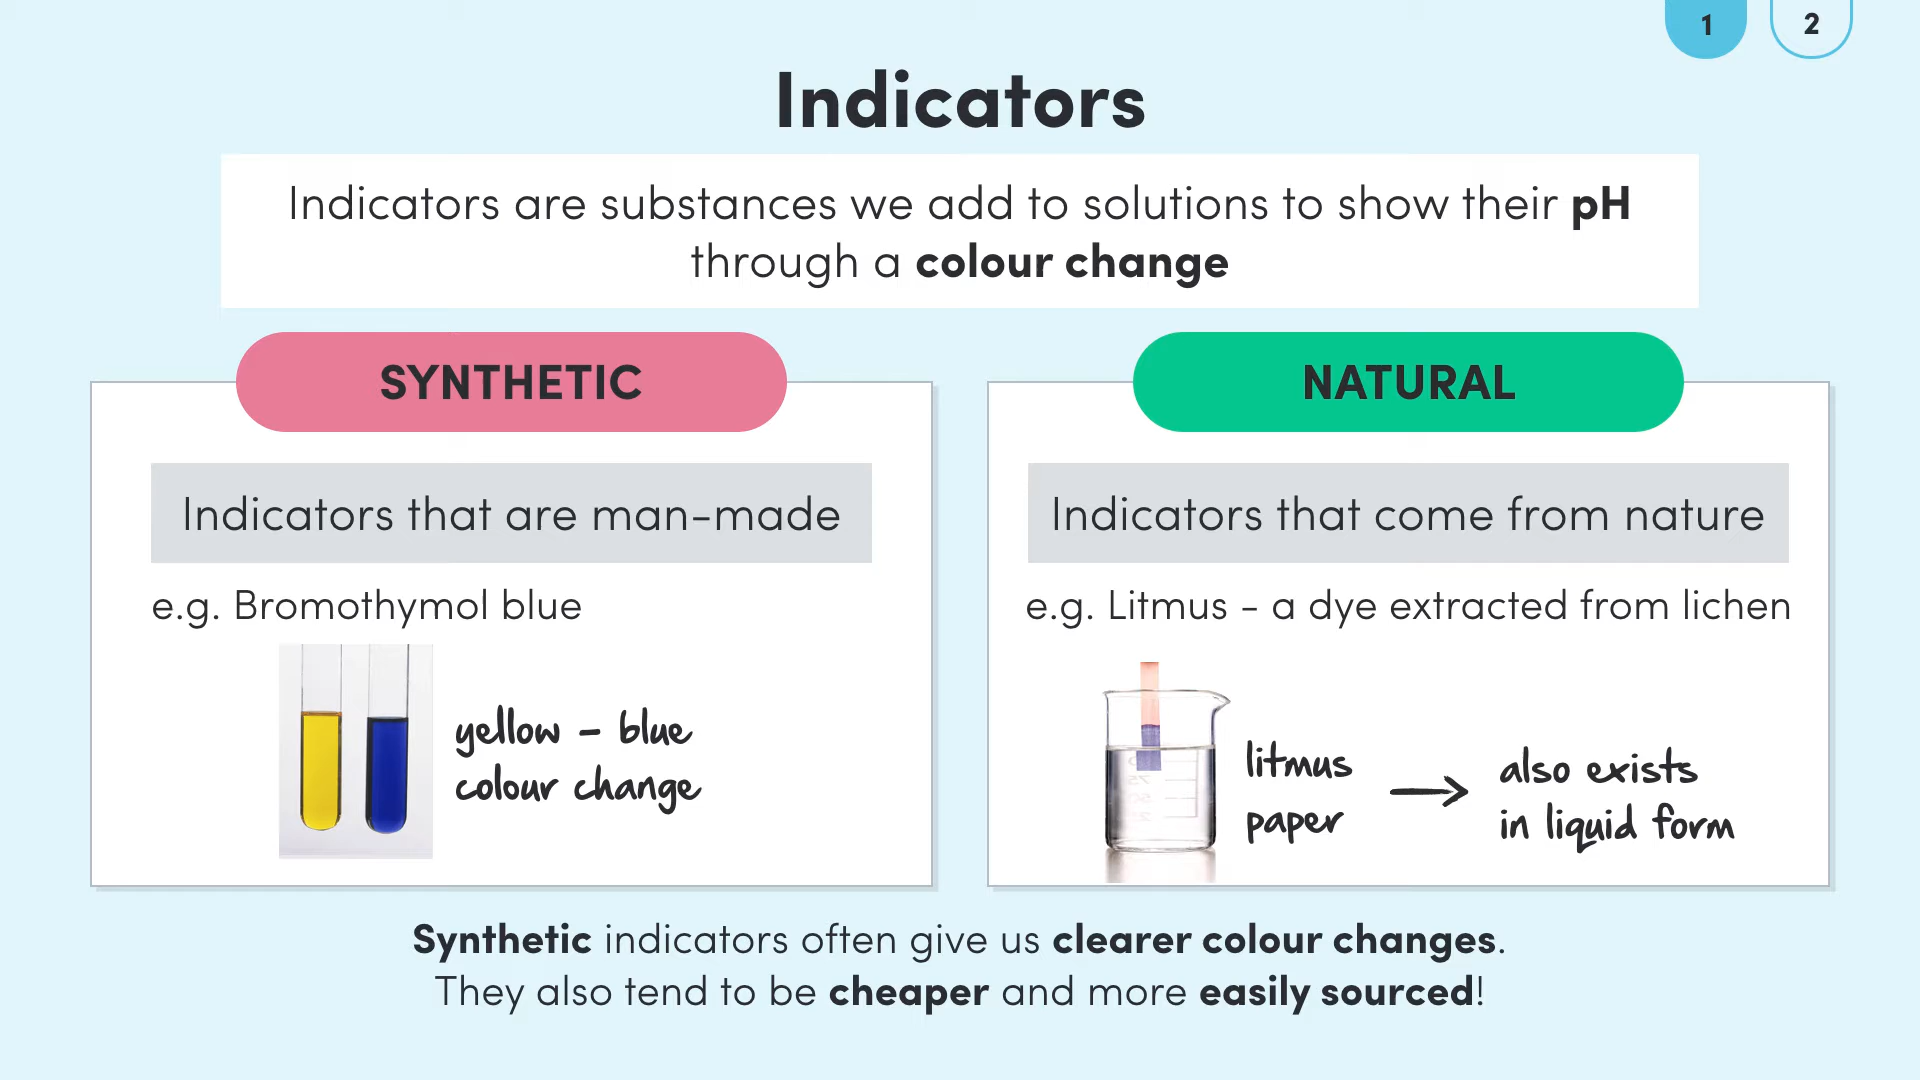 1
2
Indicators
Indicators are substances we add to solutions to show their pH
through a colour change
SYNTHETIC
Indicators that are man-made
e.g. Bromothymol blue
yellow – blue
colour change
NATURAL
Indicators that come from nature
e.g. Litmus - a dye extracted from lichen
litmus
paper
also exists
in liquid form
Synthetic indicators often give us clearer colour changes.
They also tend to be cheaper and more easily sourced!